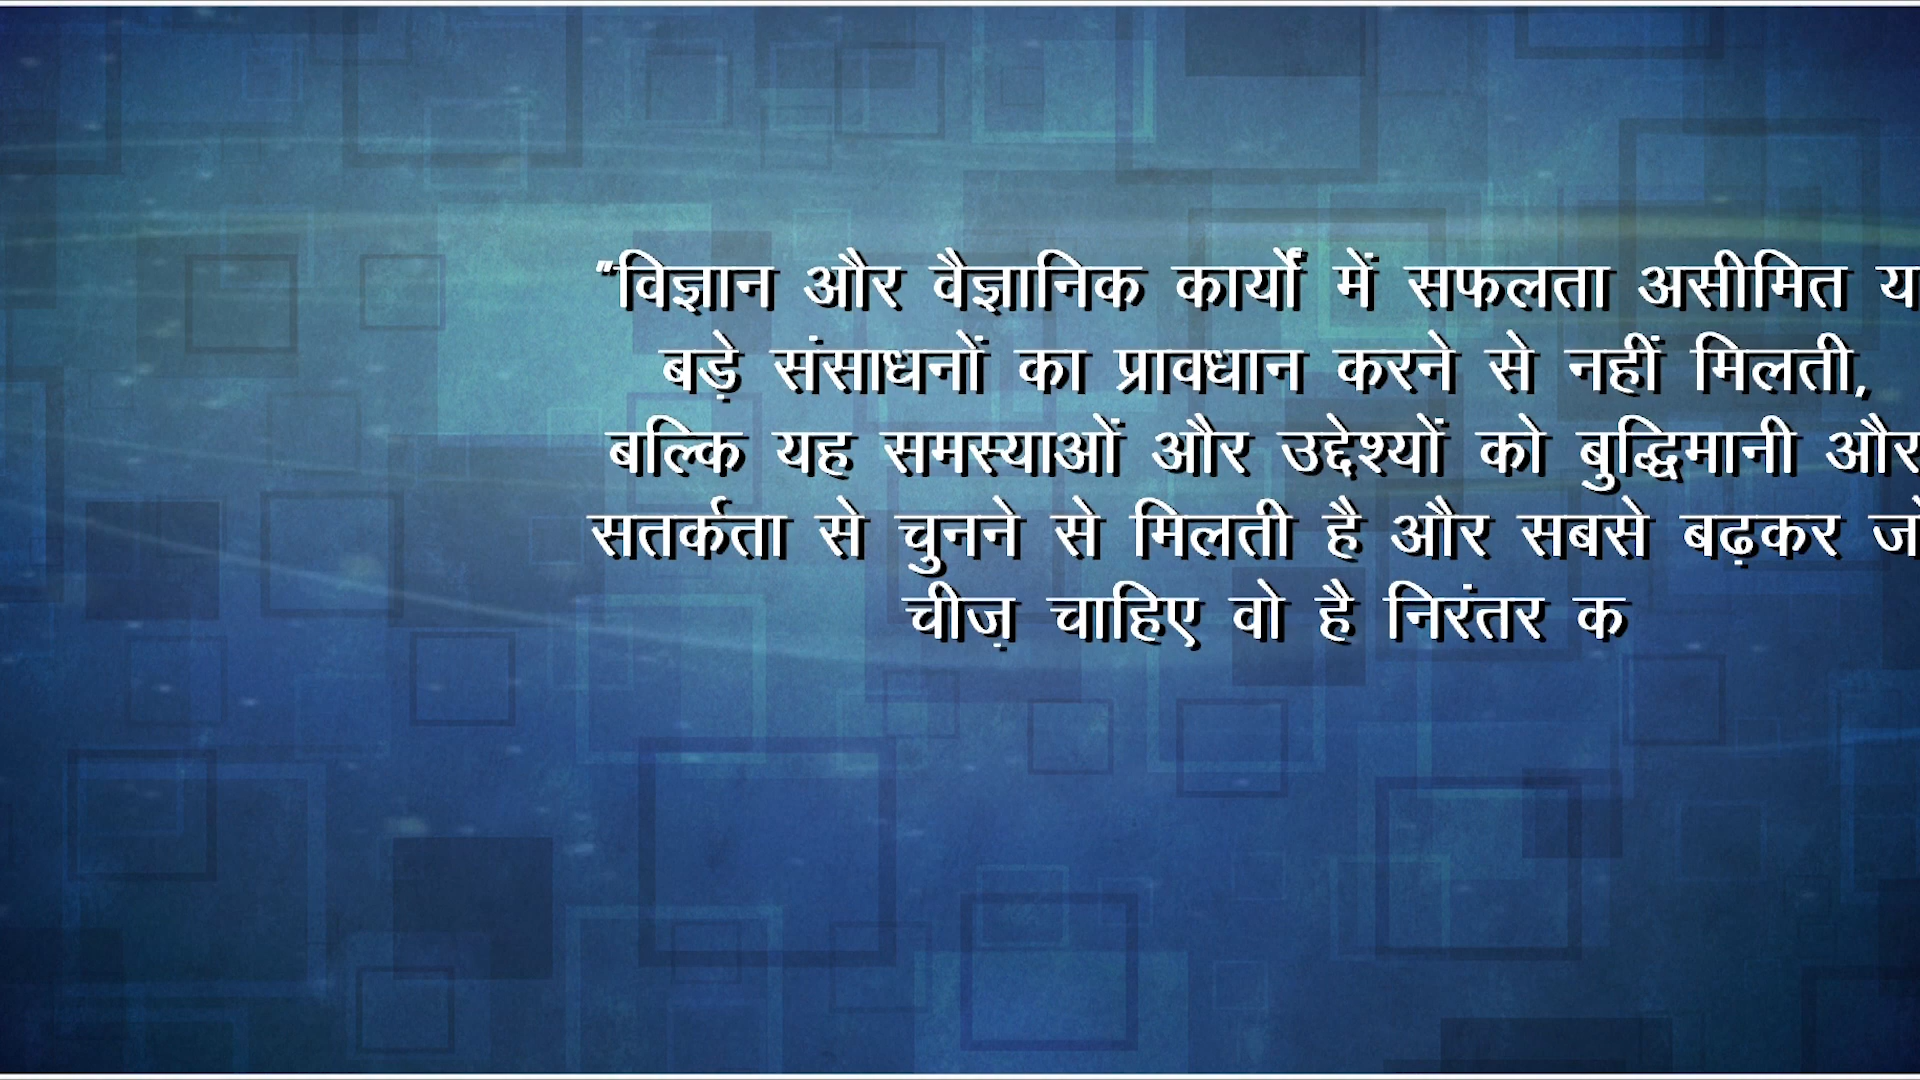 "विज्ञान और वैज्ञानिक कार्यों में सफलता असीमित
बड़े संसाधनों का प्रावधान करने से नहीं मिलती,
बल्कि यह समस्याओं और उद्देश्यों को बुद्धिमानी और
सतर्कता से चुनने से मिलती है और सबसे बढ़कर
चीज़ चाहिए वो है निरंतर क